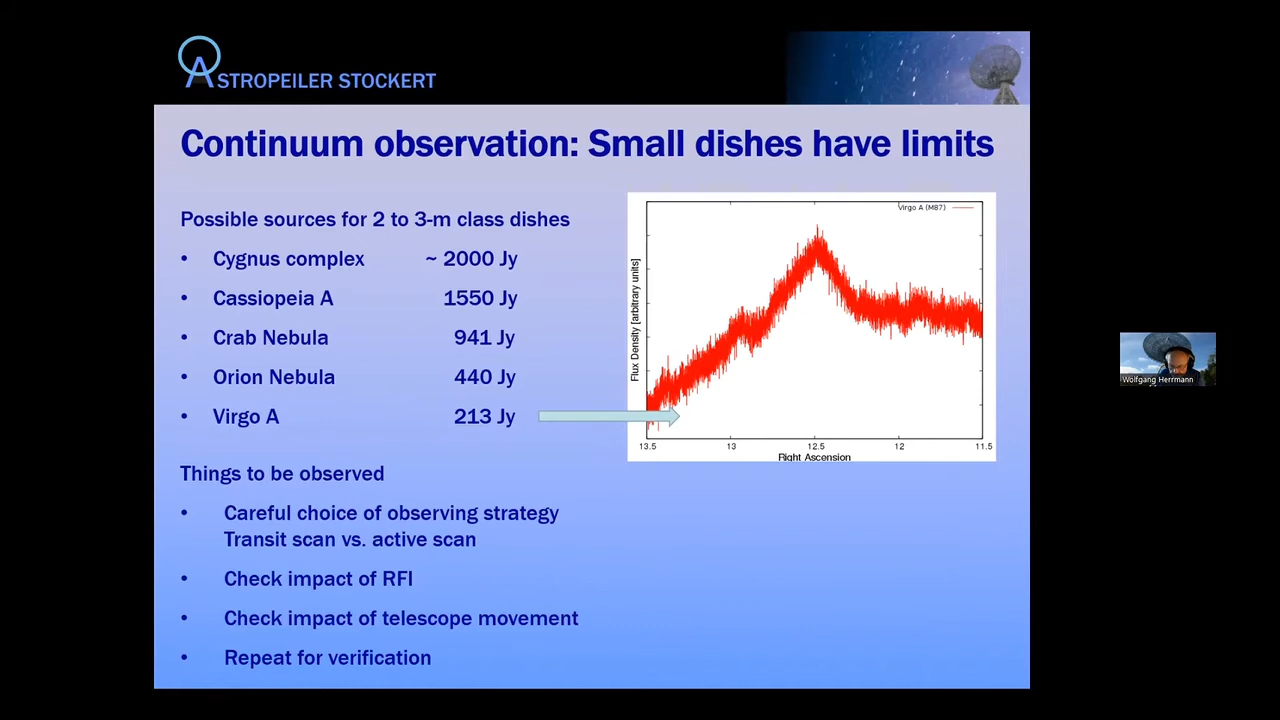 ASTROPEILER STOCKERT
Continuum observation: Small dishes have limits
Possible sources for 2 to 3-m class dishes
• Cygnus complex ~ 2000 Jy
• Cassiopeia A 1550 Jy
• Crab Nebula 941 Jy
• Orion Nebula 440 Jy
• Virgo A 213 Jy
Things to be observed
• Careful choice of observing strategy
Transit scan vs. active scan
• Check impact of RFI
• Check impact of telescope movement
• Repeat for verification
Virgo A (M87)
Flux Density [arbitrary units]
13.5 13 12.5 12 11.5
Right Ascension
Wolfgang Herrmann